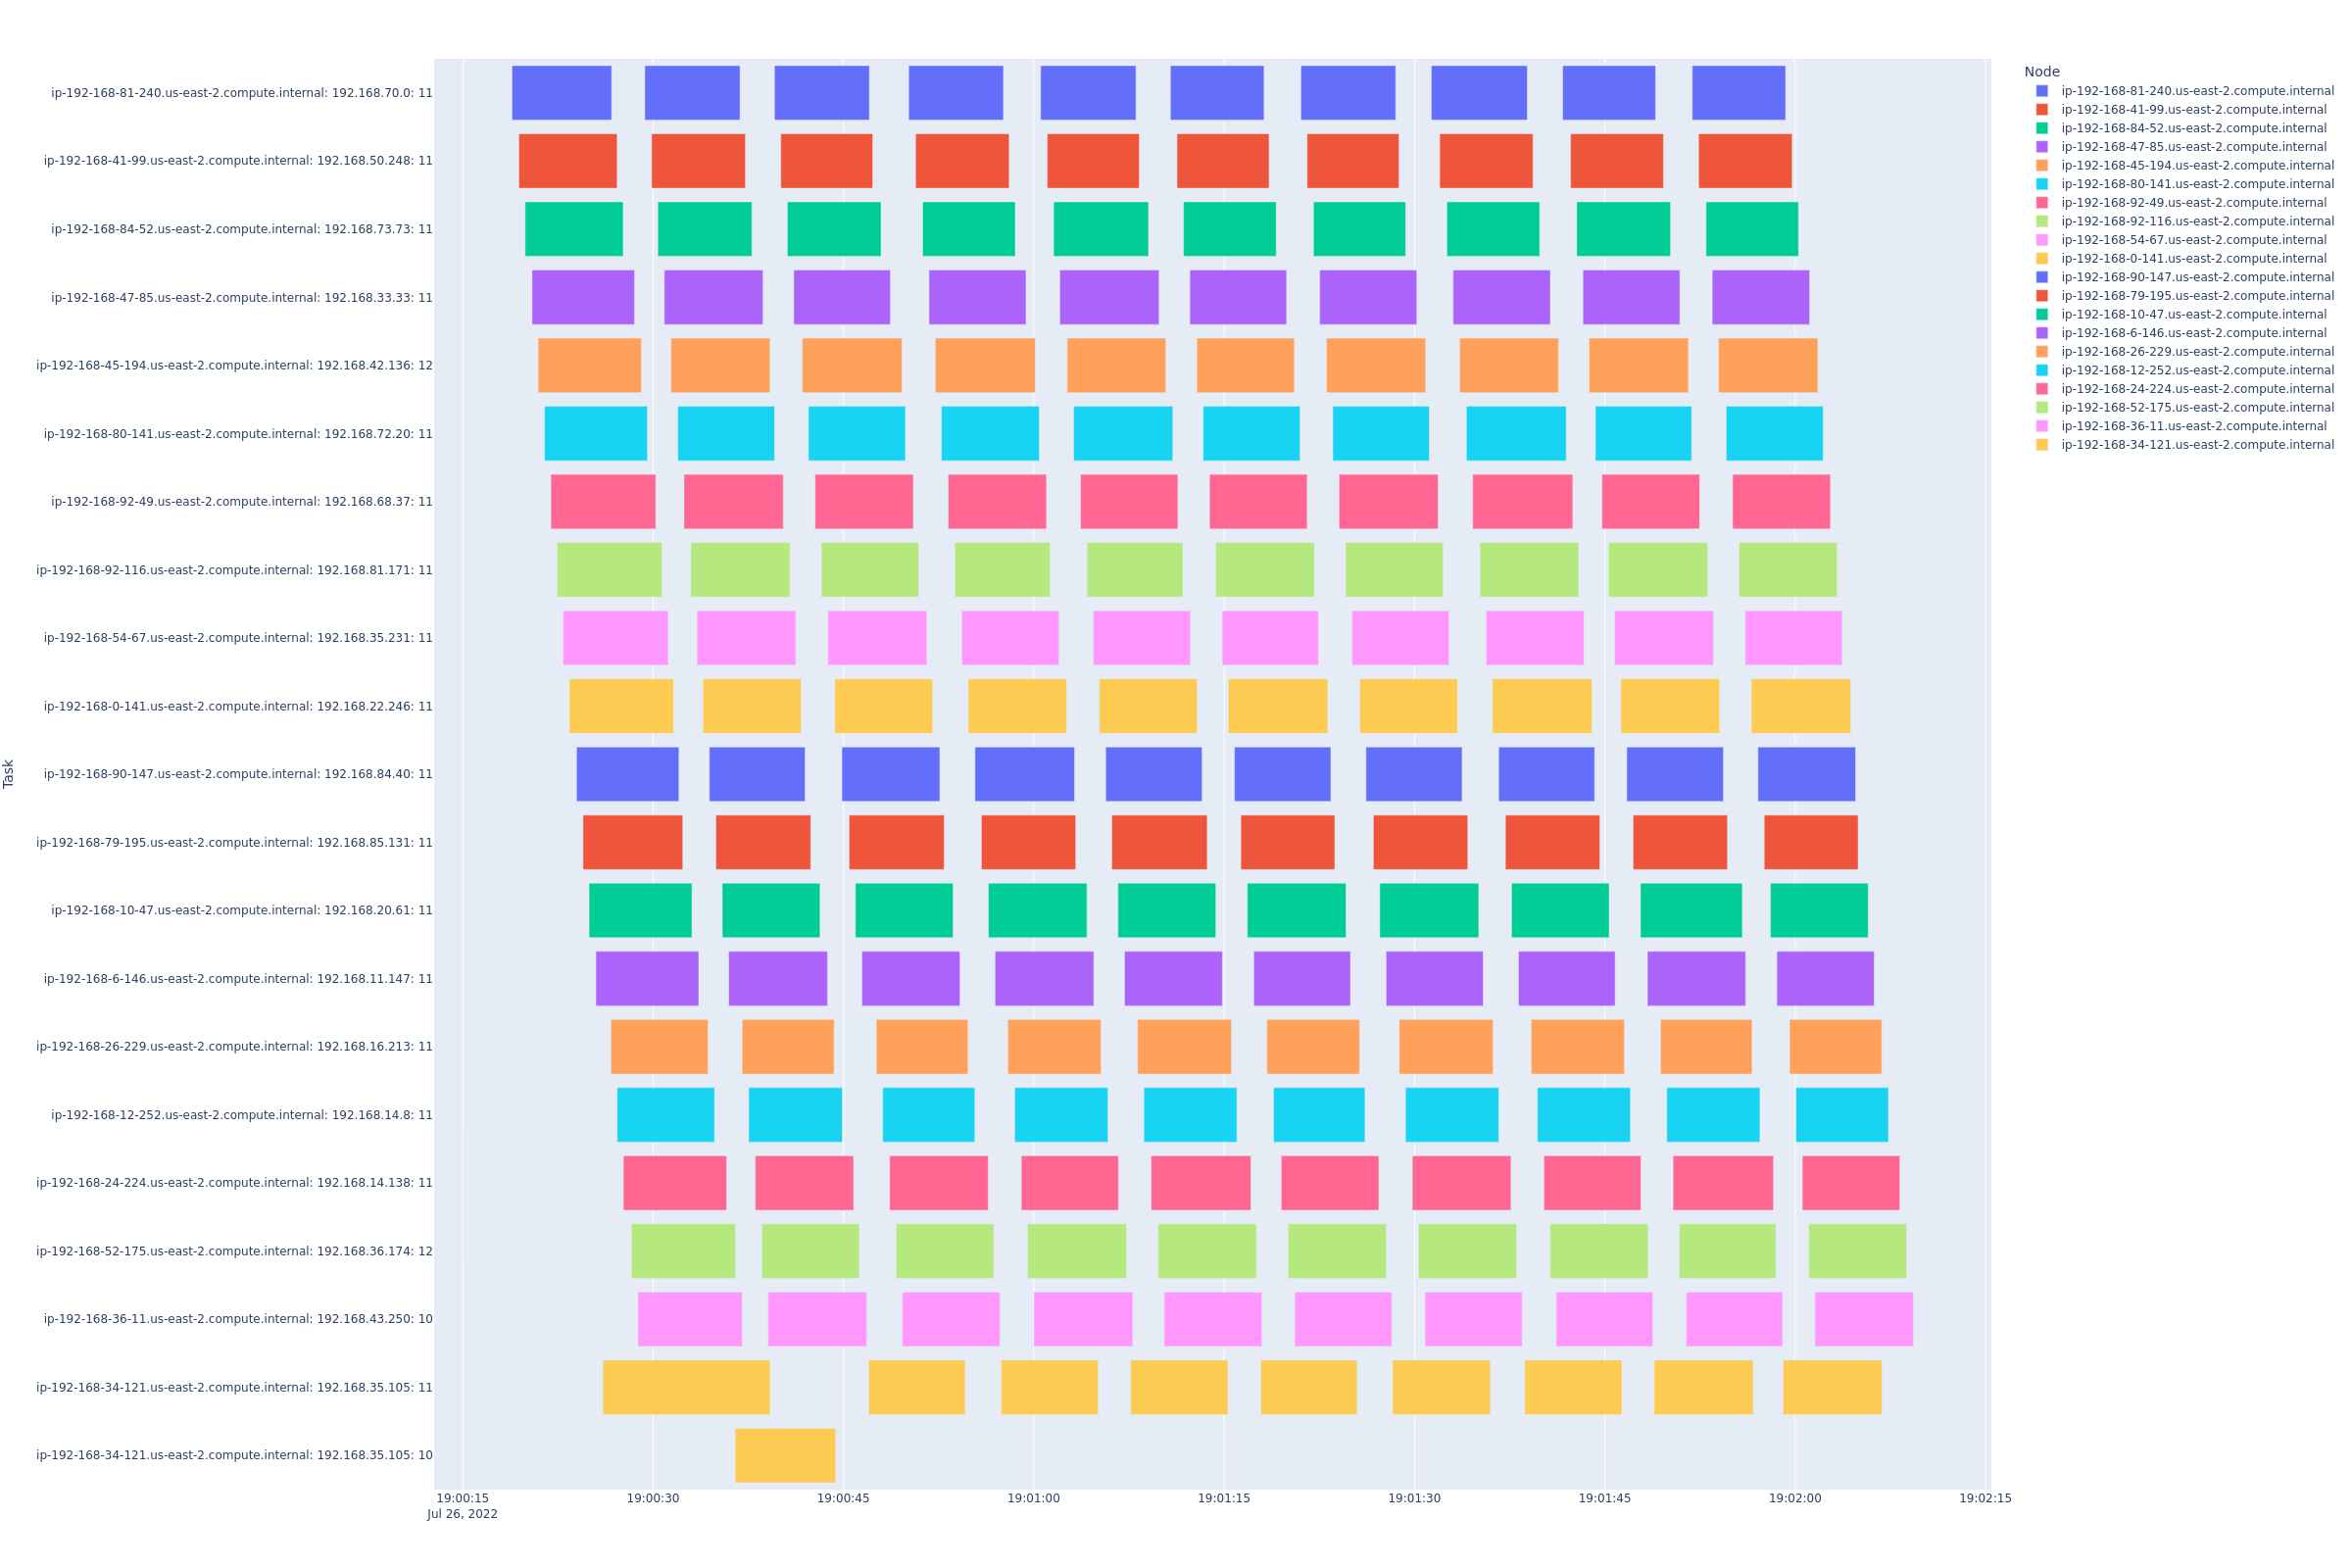 Task
ip-192-168-81-240.us-east-2.compute.internal: 192.168.70.0: 11
ip-192-168-41-99.us-east-2.compute.internal: 192.168.50.248: 11
ip-192-168-84-52.us-east-2.compute.internal: 192.168.73.73: 11
ip-192-168-47-85.us-east-2.compute.internal: 192.168.33.33: 11
ip-192-168-45-194.us-east-2.compute.internal: 192.168.42.136: 12
ip-192-168-80-141.us-east-2.compute.internal: 192.168.72.20: 11
ip-192-168-92-49.us-east-2.compute.internal: 192.168.68.37: 11
ip-192-168-92-116.us-east-2.compute.internal: 192.168.81.171: 11
ip-192-168-54-67.us-east-2.compute.internal: 192.168.35.231: 11
ip-192-168-0-141.us-east-2.compute.internal: 192.168.22.246: 11
ip-192-168-90-147.us-east-2.compute.internal: 192.168.84.40: 11
ip-192-168-79-195.us-east-2.compute.internal: 192.168.85.131: 11
ip-192-168-10-47.us-east-2.compute.internal: 192.168.20.61: 11
ip-192-168-6-146.us-east-2.compute.internal: 192.168.11.147: 11
ip-192-168-26-229.us-east-2.compute.internal: 192.168.16.213: 11
ip-192-168-12-252.us-east-2.compute.internal: 192.168.14.8: 11
ip-192-168-24-224.us-east-2.compute.internal: 192.168.14.138: 11
ip-192-168-52-175.us-east-2.compute.internal: 192.168.36.174: 12
ip-192-168-36-11.us-east-2.compute.internal: 192.168.43.250: 10
ip-192-168-34-121.us-east-2.compute.internal: 192.168.35.105: 11
ip-192-168-34-121.us-east-2.compute.internal: 192.168.35.105: 10
19:00:15 19:00:30 19:00:45 19:01:00 19:01:15 19:01:30 19:01:45 19:02:00 19:02:15
Jul 26, 2022
Node
ip-192-168-81-240.us-east-2.compute.internal
ip-192-168-41-99.us-east-2.compute.internal
ip-192-168-84-52.us-east-2.compute.internal
ip-192-168-47-85.us-east-2.compute.internal
ip-192-168-45-194.us-east-2.compute.internal
ip-192-168-80-141.us-east-2.compute.internal
ip-192-168-92-49.us-east-2.compute.internal
ip-192-168-92-116.us-east-2.compute.internal
ip-192-168-54-67.us-east-2.compute.internal
ip-192-168-0-141.us-east-2.compute.internal
ip-192-168-90-147.us-east-2.compute.internal
ip-192-168-79-195.us-east-2.compute.internal
ip-192-168-10-47.us-east-2.compute.internal
ip-192-168-6-146.us-east-2.compute.internal
ip-192-168-26-229.us-east-2.compute.internal
ip-192-168-12-252.us-east-2.compute.internal
ip-192-168-24-224.us-east-2.compute.internal
ip-192-168-52-175.us-east-2.compute.internal
ip-192-168-36-11.us-east-2.compute.internal
ip-192-168-34-121.us-east-2.compute.internal